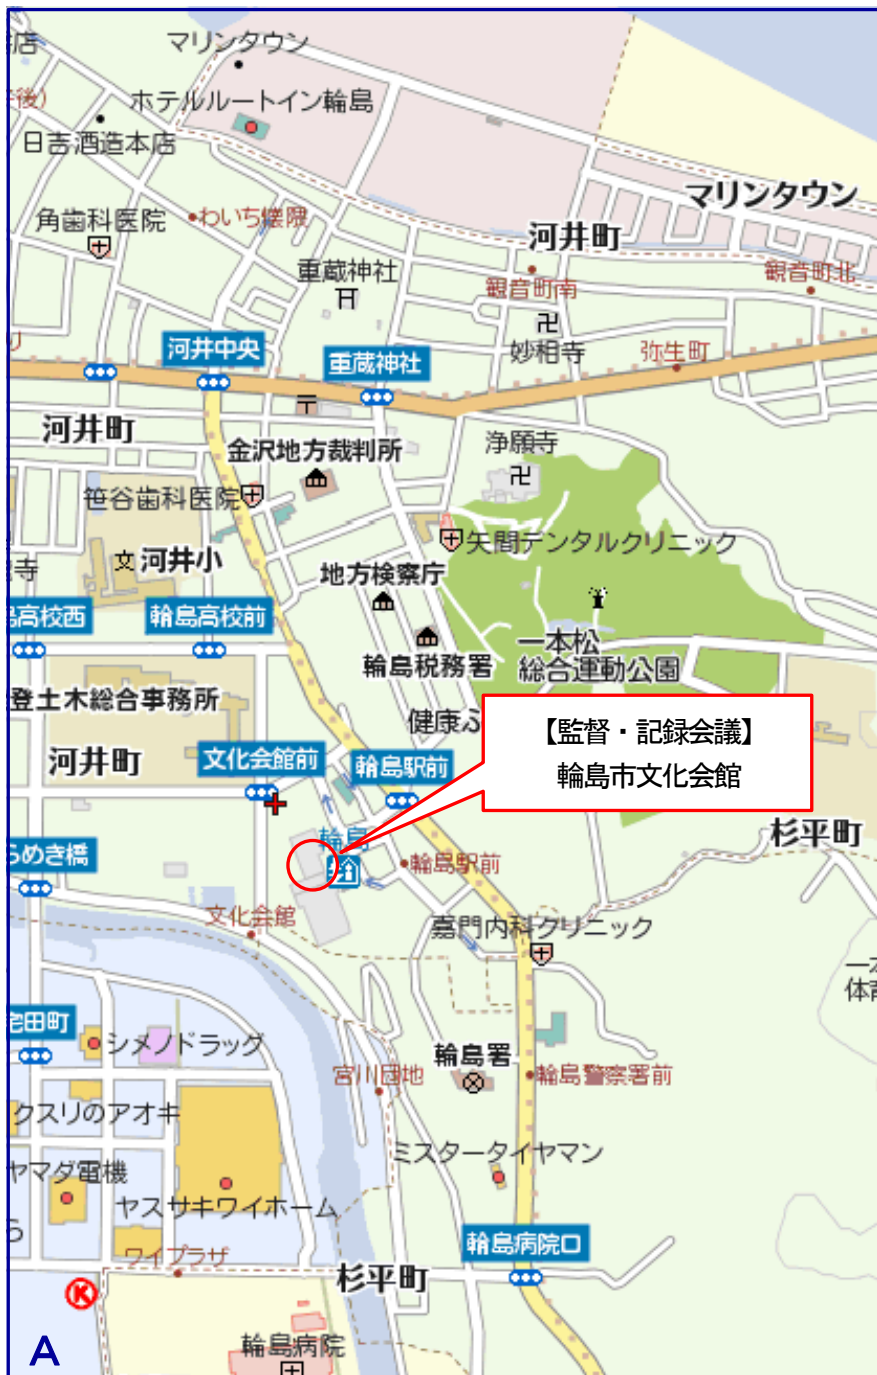 店
マリンタウン
ホテルルートイン輪島
後)
日吉酒造本店
マリンタウン
角歯科医院
わいち界隈
河井町
重蔵神社
観音町南
観音町北
河井中央
重蔵神社
妙相寺
弥生町
河井町
金沢地方裁判所
浄願寺
笹谷歯科医院
矢間デンタルクリニック
文 河井小
地方検察庁
島高校西
輪島高校前
一本松
総合運動公園
輪島税務署
登土木総合事務所
健康ふ
【監督・記録会議】
輪島市文化会館
河井町
文化会館前
輪島駅前
輪島
杉平町
らめき橋
輪島駅前
文化会館
嘉門内科クリニック
一本
体育
宅田町
シメノドラッグ
輪島署
宮川団地
輪島警察署前
クスリのアオキ
ミスタータイヤマン
ヤマダ電機
ヤスサキワイホーム
ら
輪島病院口
ワイプラザ
杉平町
K
輪島病院
A